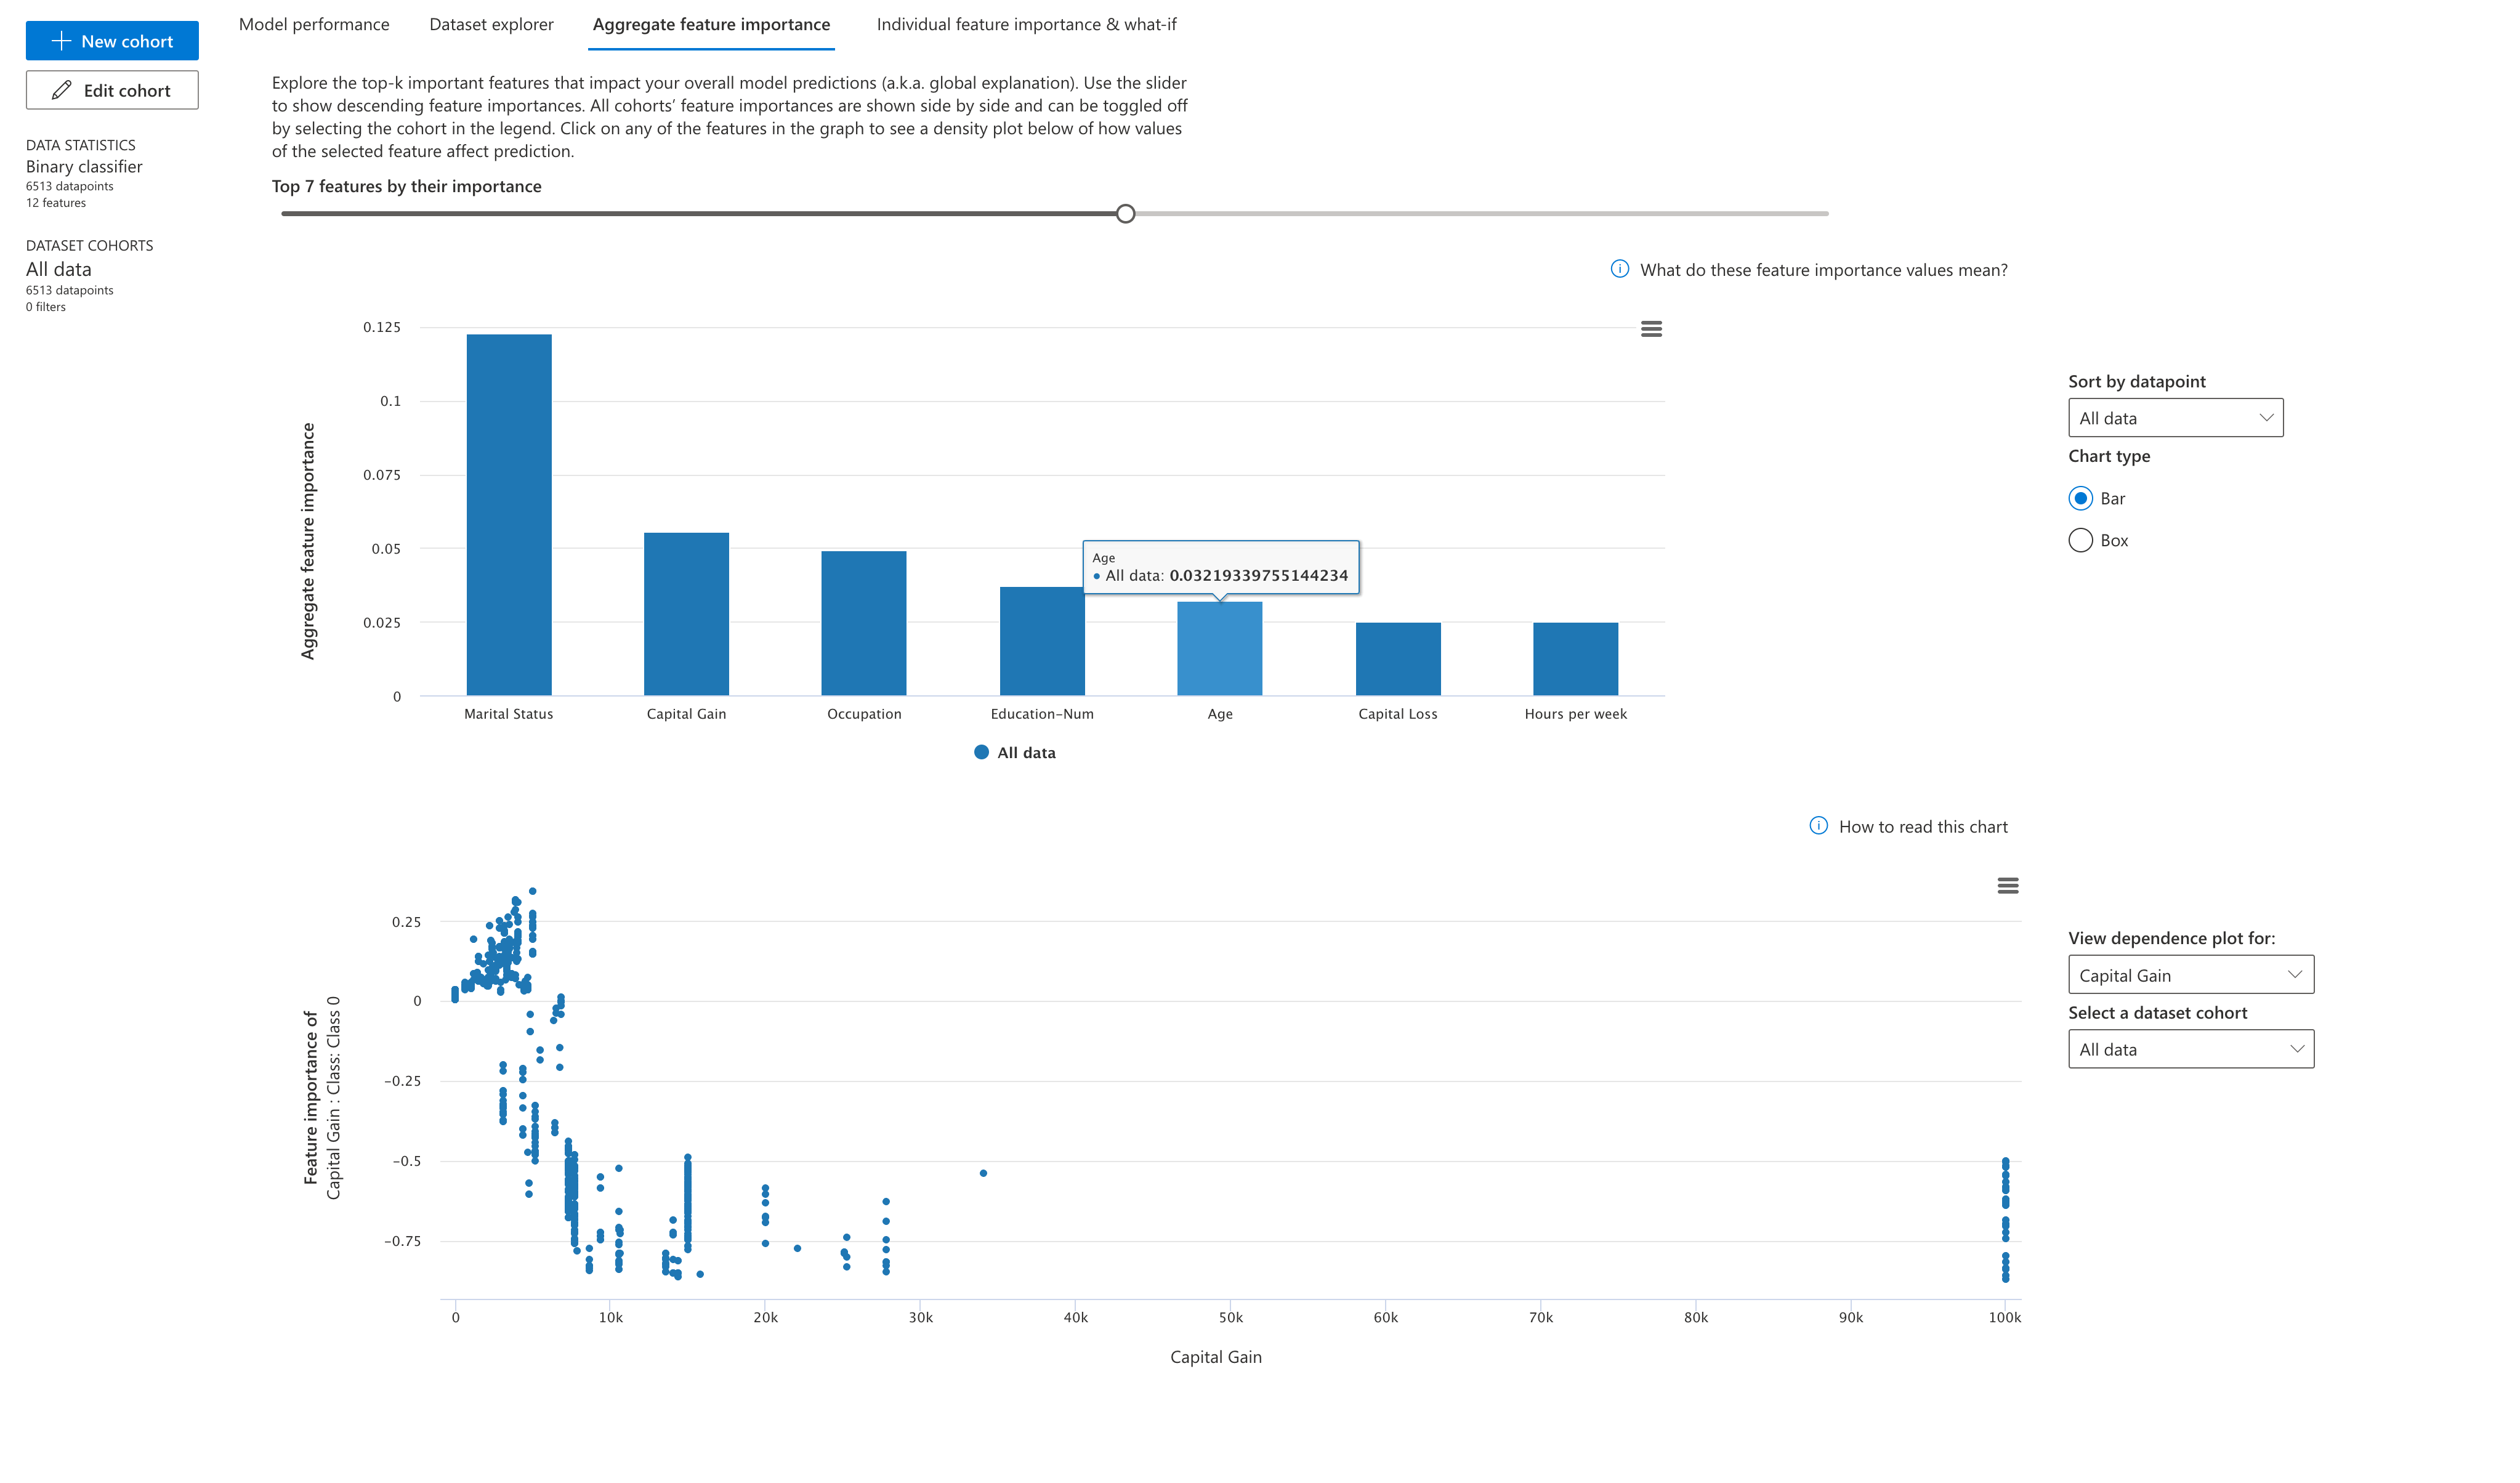 New cohort
Edit cohort
DATA STATISTICS
Binary classifier
6513 datapoints
12 features
DATASET COHORTS
All data
6513 datapoints
0 filters
Model performance
Dataset explorer
Aggregate feature importance
Individual feature importance & what-if
Explore the top-k important features that impact your overall model predictions (a.k.a. global explanation). Use the slider
to show descending feature importances. All cohorts’ feature importances are shown side by side and can be toggled off
by selecting the cohort in the legend. Click on any of the features in the graph to see a density plot below of how values
of the selected feature affect prediction.
Top 7 features by their importance
What do these feature importance values mean?
Aggregate feature importance
0.125
0.1
0.075
0.05
0.025
0
Age
All data: 0.03219339755144234
Marital Status
Capital Gain
Occupation
Education-Num
Age
Capital Loss
Hours per week
All data
Sort by datapoint
All data
Chart type
Bar
Box
How to read this chart
Feature importance of
Capital Gain : Class: Class 0
0.25
0
−0.25
−0.5
−0.75
0
10k
20k
30k
40k
50k
60k
70k
80k
90k
100k
Capital Gain
View dependence plot for:
Capital Gain
Select a dataset cohort
All data